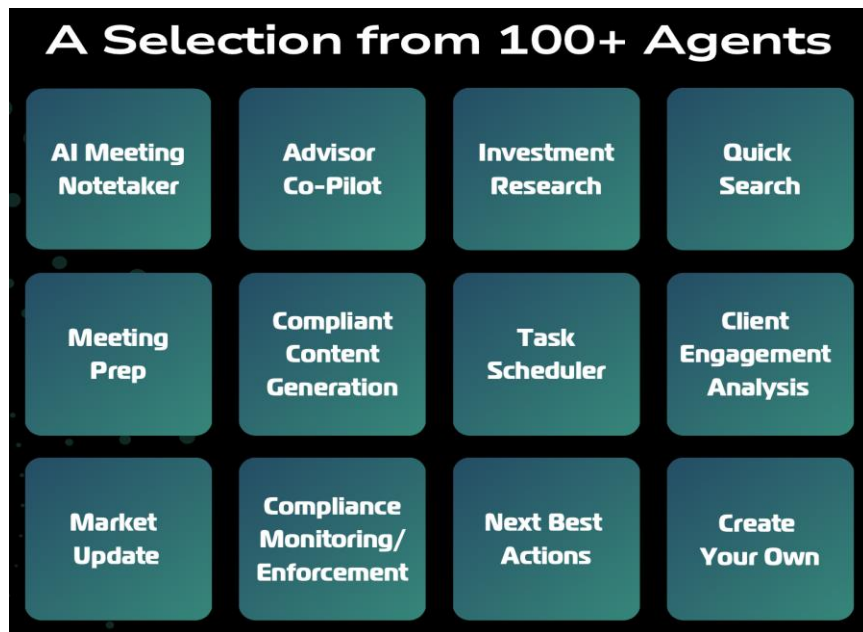 A Selection from 100+ Agents
AI Meeting
Notetaker
Advisor
Co-Pilot
Investment
Research
Quick
Search
Meeting
Prep
Compliant
Content
Generation
Task
Scheduler
Client
Engagement
Analysis
Market
Update
Compliance
Monitoring/
Enforcement
Next Best
Actions
Create
Your Own